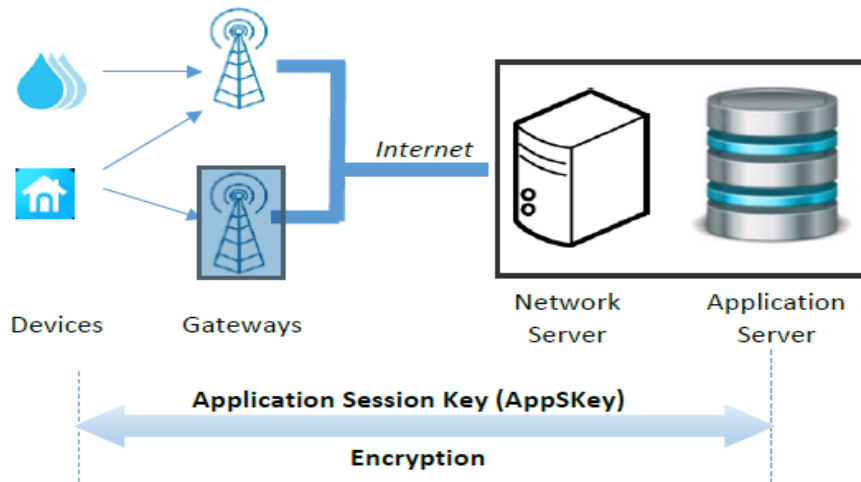 Internet
Devices
Gateways
Network
Server
Application
Server
Application Session Key (AppSKey)
Encryption